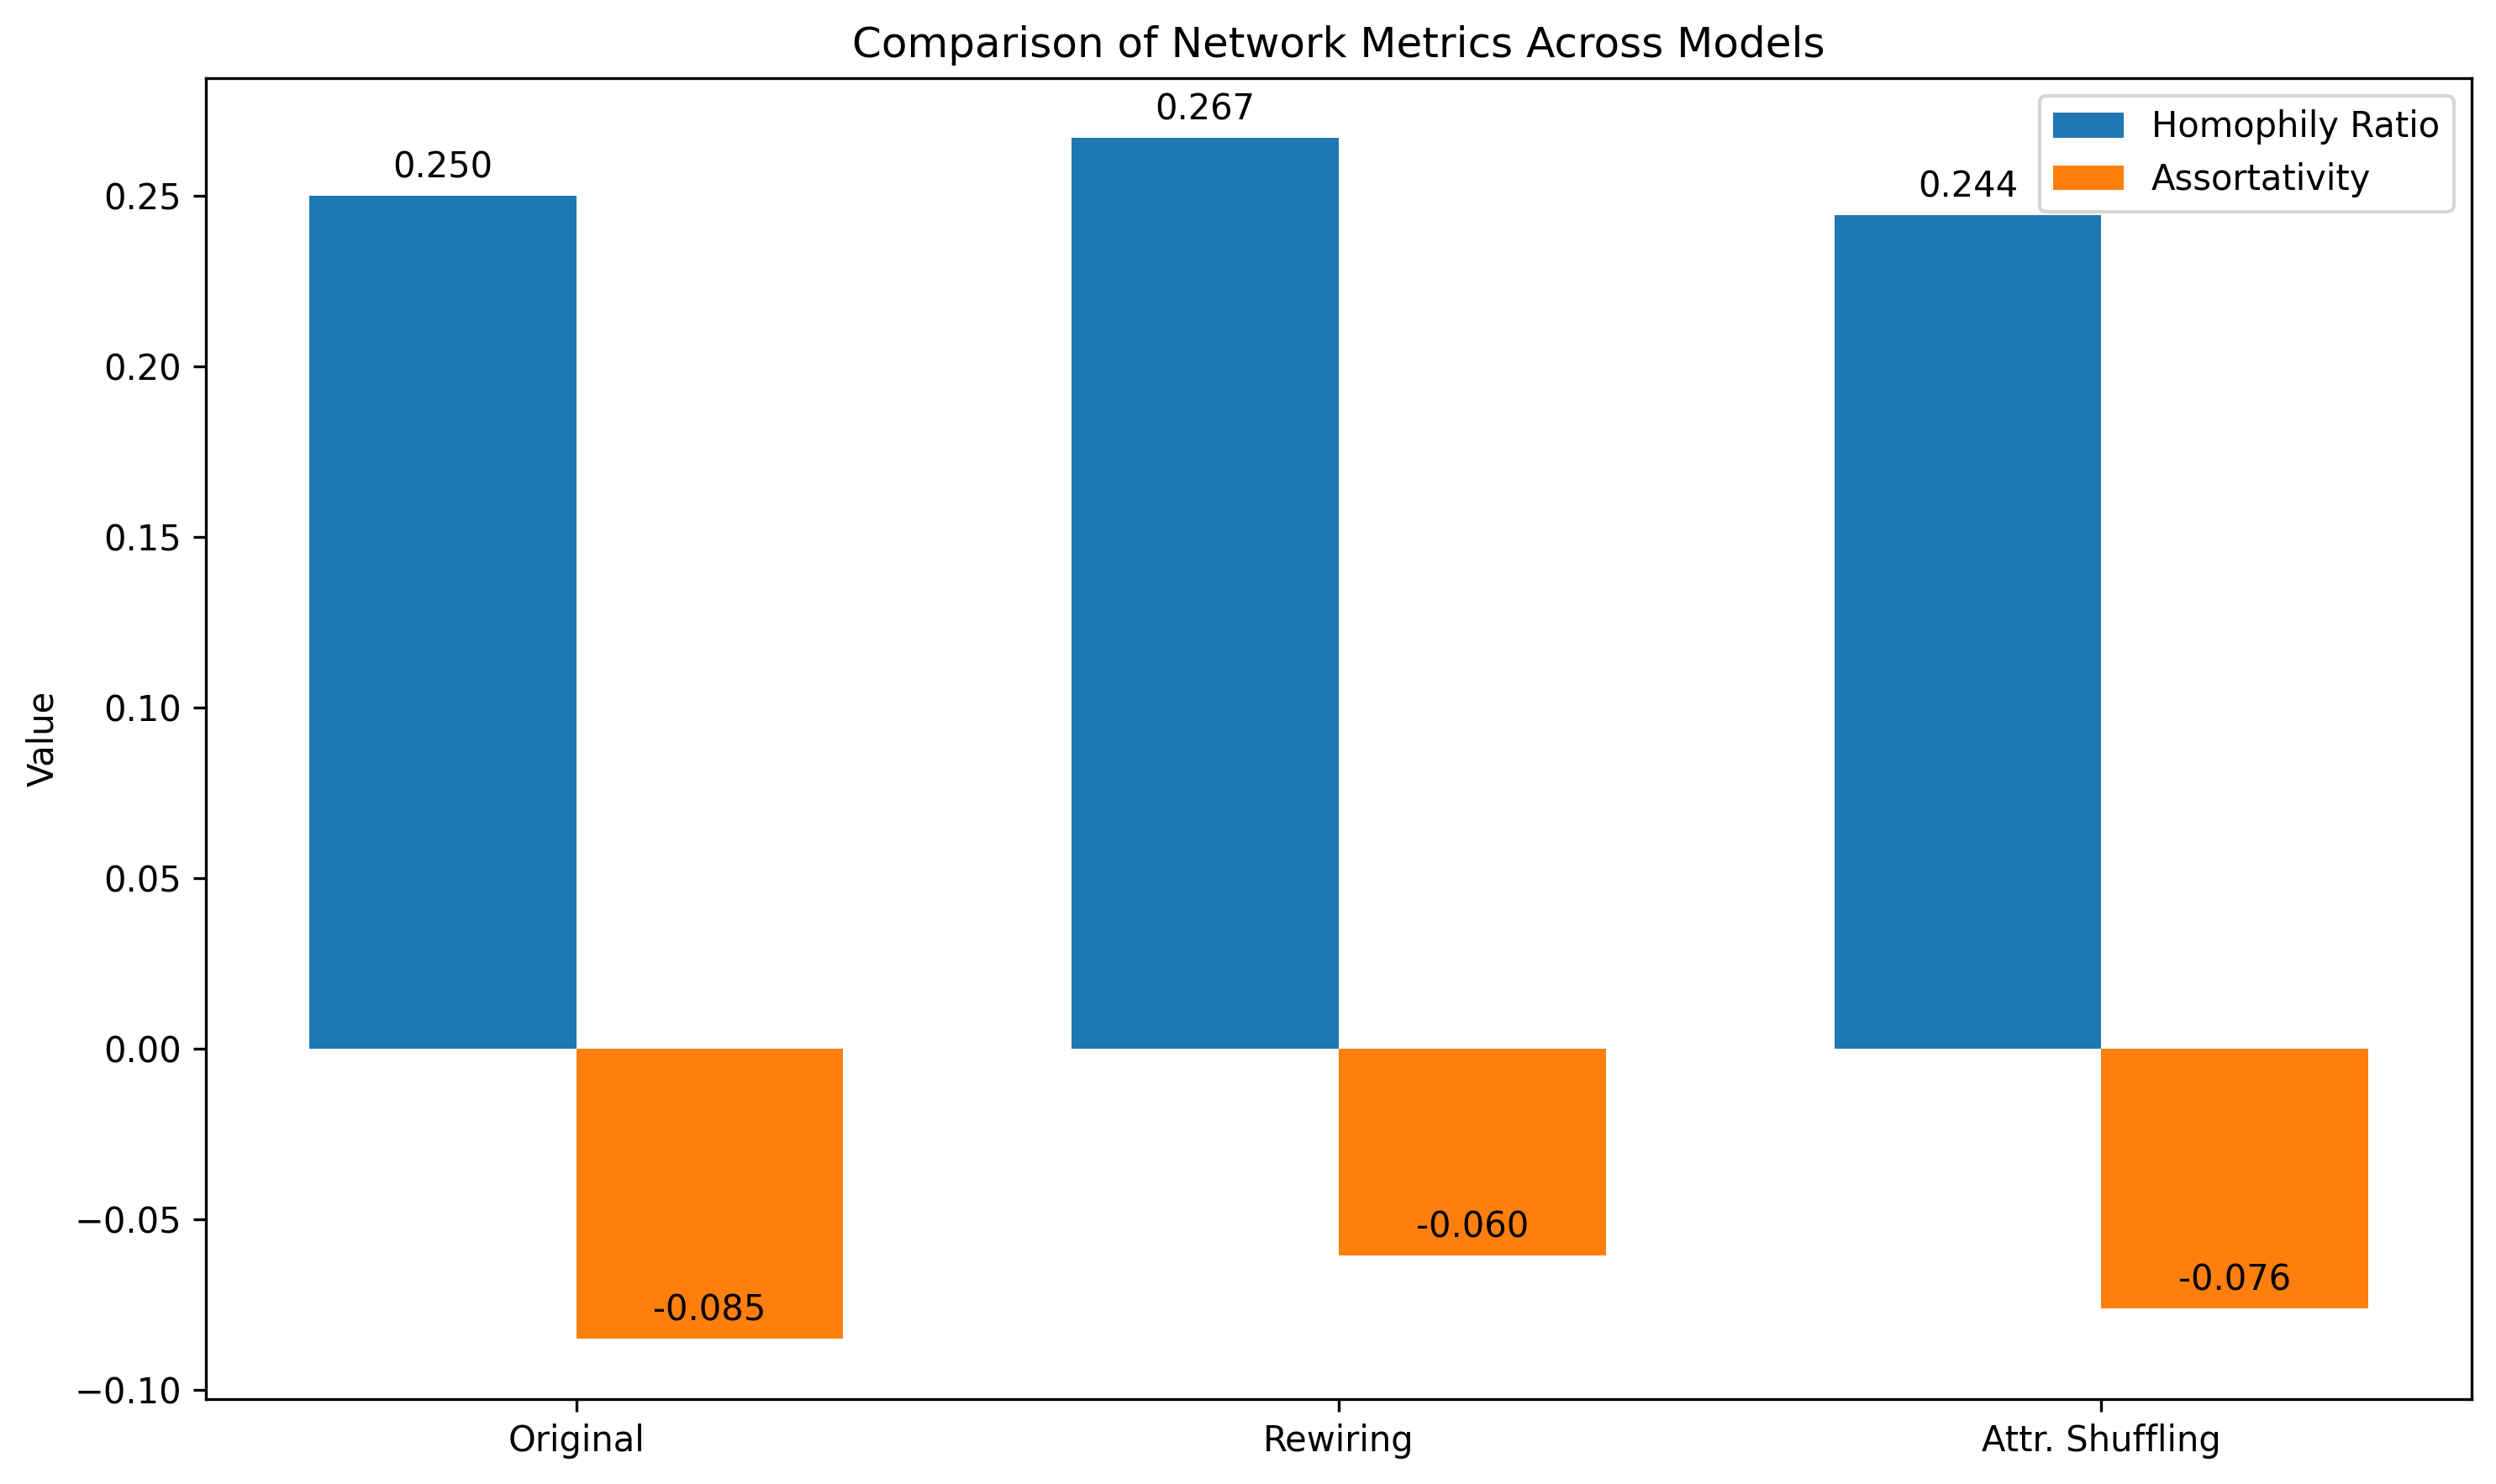 Comparison of Network Metrics Across Models
Homophily Ratio
Assortativity
0.250
0.267
0.244
-0.085
-0.060
-0.076
Value
0.25
0.20
0.15
0.10
0.05
0.00
−0.05
−0.10
Original
Rewiring
Attr. Shuffling